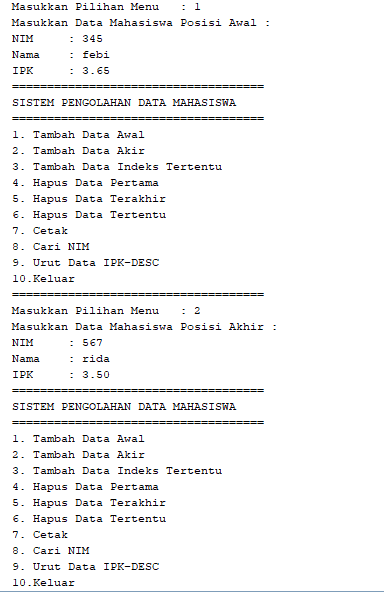 Masukkan Pilihan Menu   : 1
Masukkan Data Mahasiswa Posisi Awal :
NIM     : 345
Nama    : febi
IPK     : 3.65
====================================
SISTEM PENGOLAHAN DATA MAHASISWA
====================================
1. Tambah Data Awal
2. Tambah Data Akir
3. Tambah Data Indeks Tertentu
4. Hapus Data Pertama
5. Hapus Data Terakhir
6. Hapus Data Tertentu
7. Cetak
8. Cari NIM
9. Urut Data IPK-DESC
10.Keluar
====================================
Masukkan Pilihan Menu   : 2
Masukkan Data Mahasiswa Posisi Akhir :
NIM     : 567
Nama    : rida
IPK     : 3.50
====================================
SISTEM PENGOLAHAN DATA MAHASISWA
====================================
1. Tambah Data Awal
2. Tambah Data Akir
3. Tambah Data Indeks Tertentu
4. Hapus Data Pertama
5. Hapus Data Terakhir
6. Hapus Data Tertentu
7. Cetak
8. Cari NIM
9. Urut Data IPK-DESC
10.Keluar